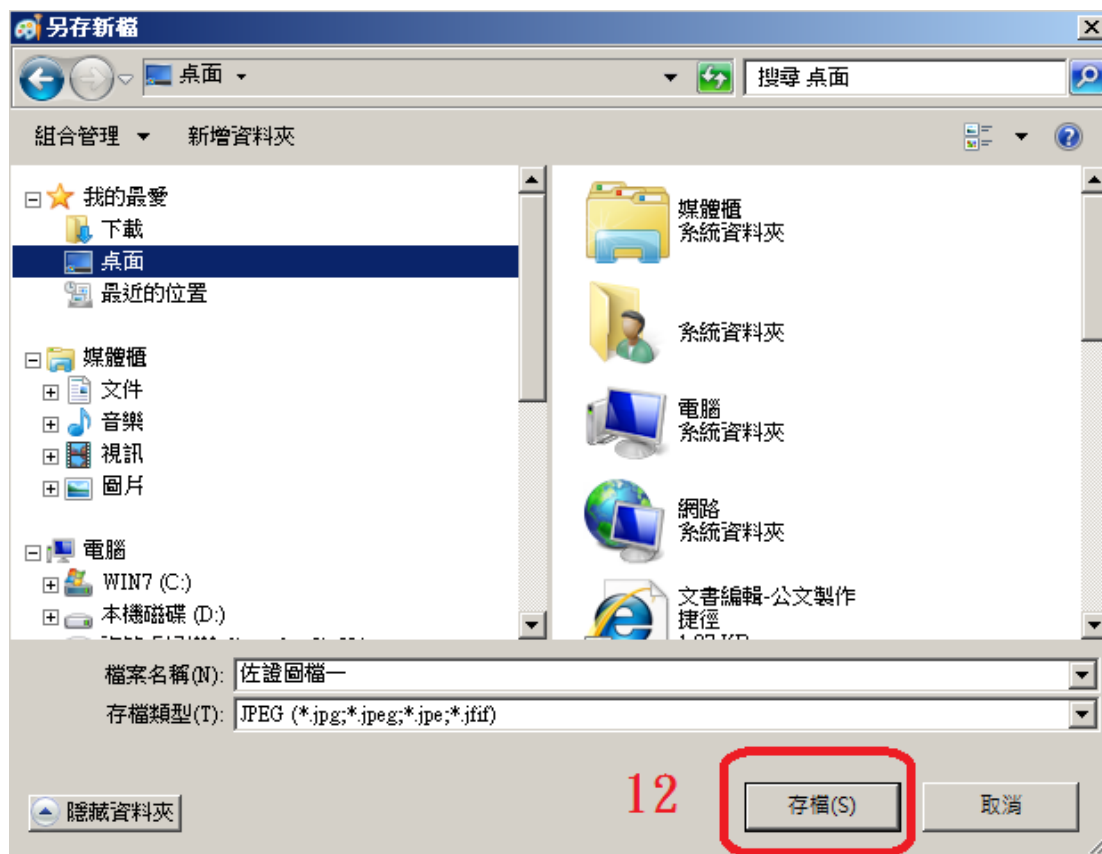 另存新檔
桌面
搜尋 桌面
組合管理
新增資料夾
我的最愛
下載
桌面
最近的位置
媒體櫃
文件
音樂
視訊
圖片
電腦
WIN7 (C:)
本機磁碟 (D:)
媒體櫃
系統資料夾
系統資料夾
電腦
系統資料夾
網路
系統資料夾
文書編輯-公文製作
捷徑
檔案名稱(N): 佐證圖檔一
存檔類型(T): JPEG (*.jpg;*.jpeg;*.jpe;*.jfif)
隱藏資料夾
12
存檔(S)
取消